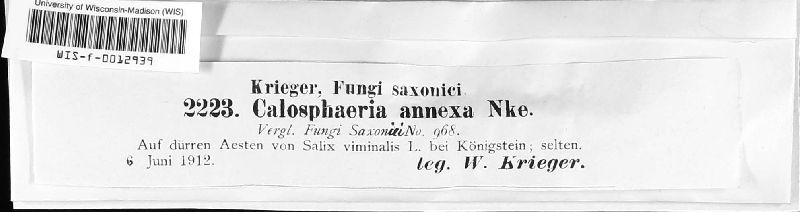 University of Wisconsin-Madison (WIS)
WIS-f-0012939
Krieger, Fungi saxonici
2223. Calosphaeria annexa Nke.
Vergl. Fungi Saxonici No. 968.
Auf dürren Aesten von Salix viminalis L. bei Königstein; selten.
6 Juni 1912.
leg. W. Krieger.